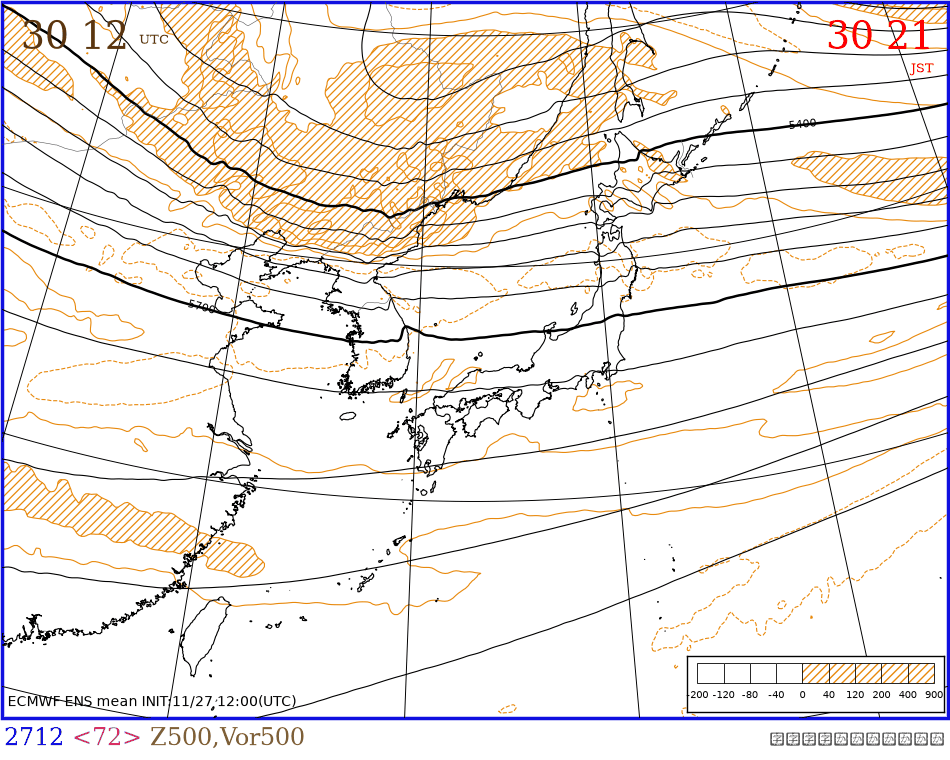 30 12 UTC
30 21
JST
5400
5700
ECMWF ENS mean INIT:11/27 12:00(UTC)
-200 -120 -80 -40 0 40 120 200 400 900
2712 <72> Z500,Vor500